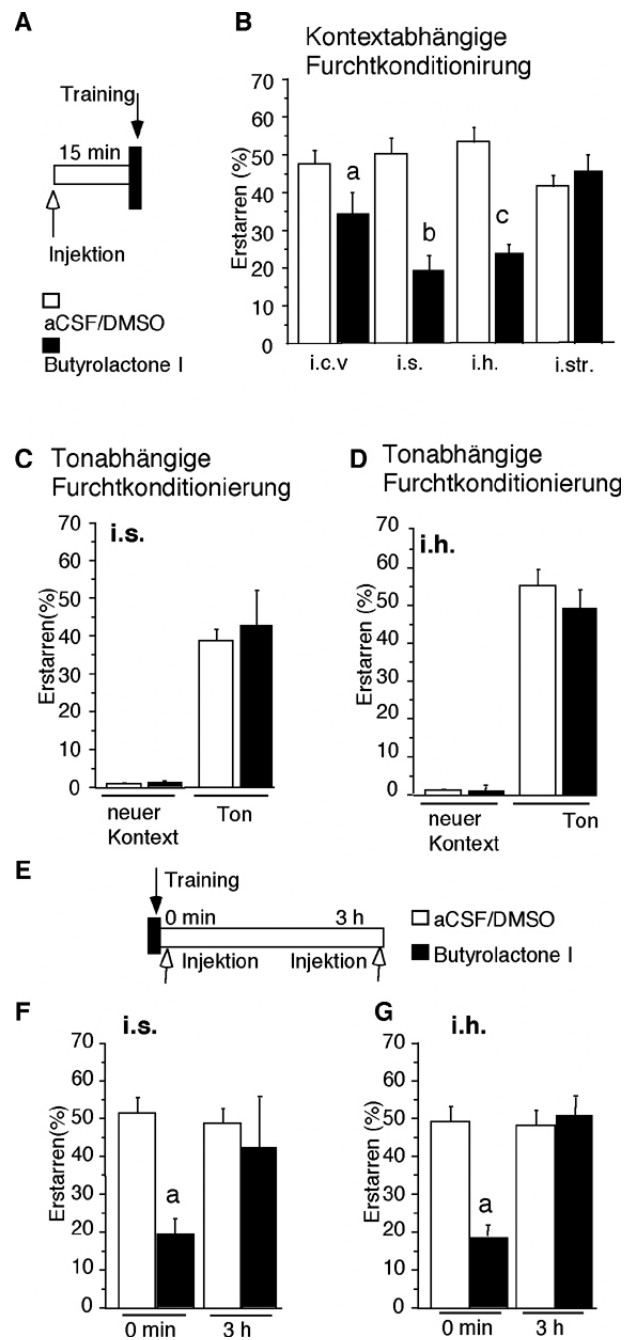 A
Training
15 min
Injektion
aCSF/DMSO
Butyrolactone I
B
Kontextabhängige
Furchtkonditionirung
Erstarren (%)
70
60
50
40
30
20
10
0
a
b
c
i.c.v
i.s.
i.h.
i.str.
C
Tonabhängige
Furchtkonditionierung
i.s.
Erstarren(%)
70
60
50
40
30
20
10
0
neuer
Kontext
Ton
D
Tonabhängige
Furchtkonditionierung
i.h.
Erstarren (%)
70
60
50
40
30
20
10
0
neuer
Kontext
Ton
E
Training
0 min
3 h
Injektion
Injektion
aCSF/DMSO
Butyrolactone I
F
i.s.
Erstarren(%)
70
60
50
40
30
20
10
0
a
0 min
3 h
G
i.h.
Erstarren (%)
70
60
50
40
30
20
10
0
a
0 min
3 h